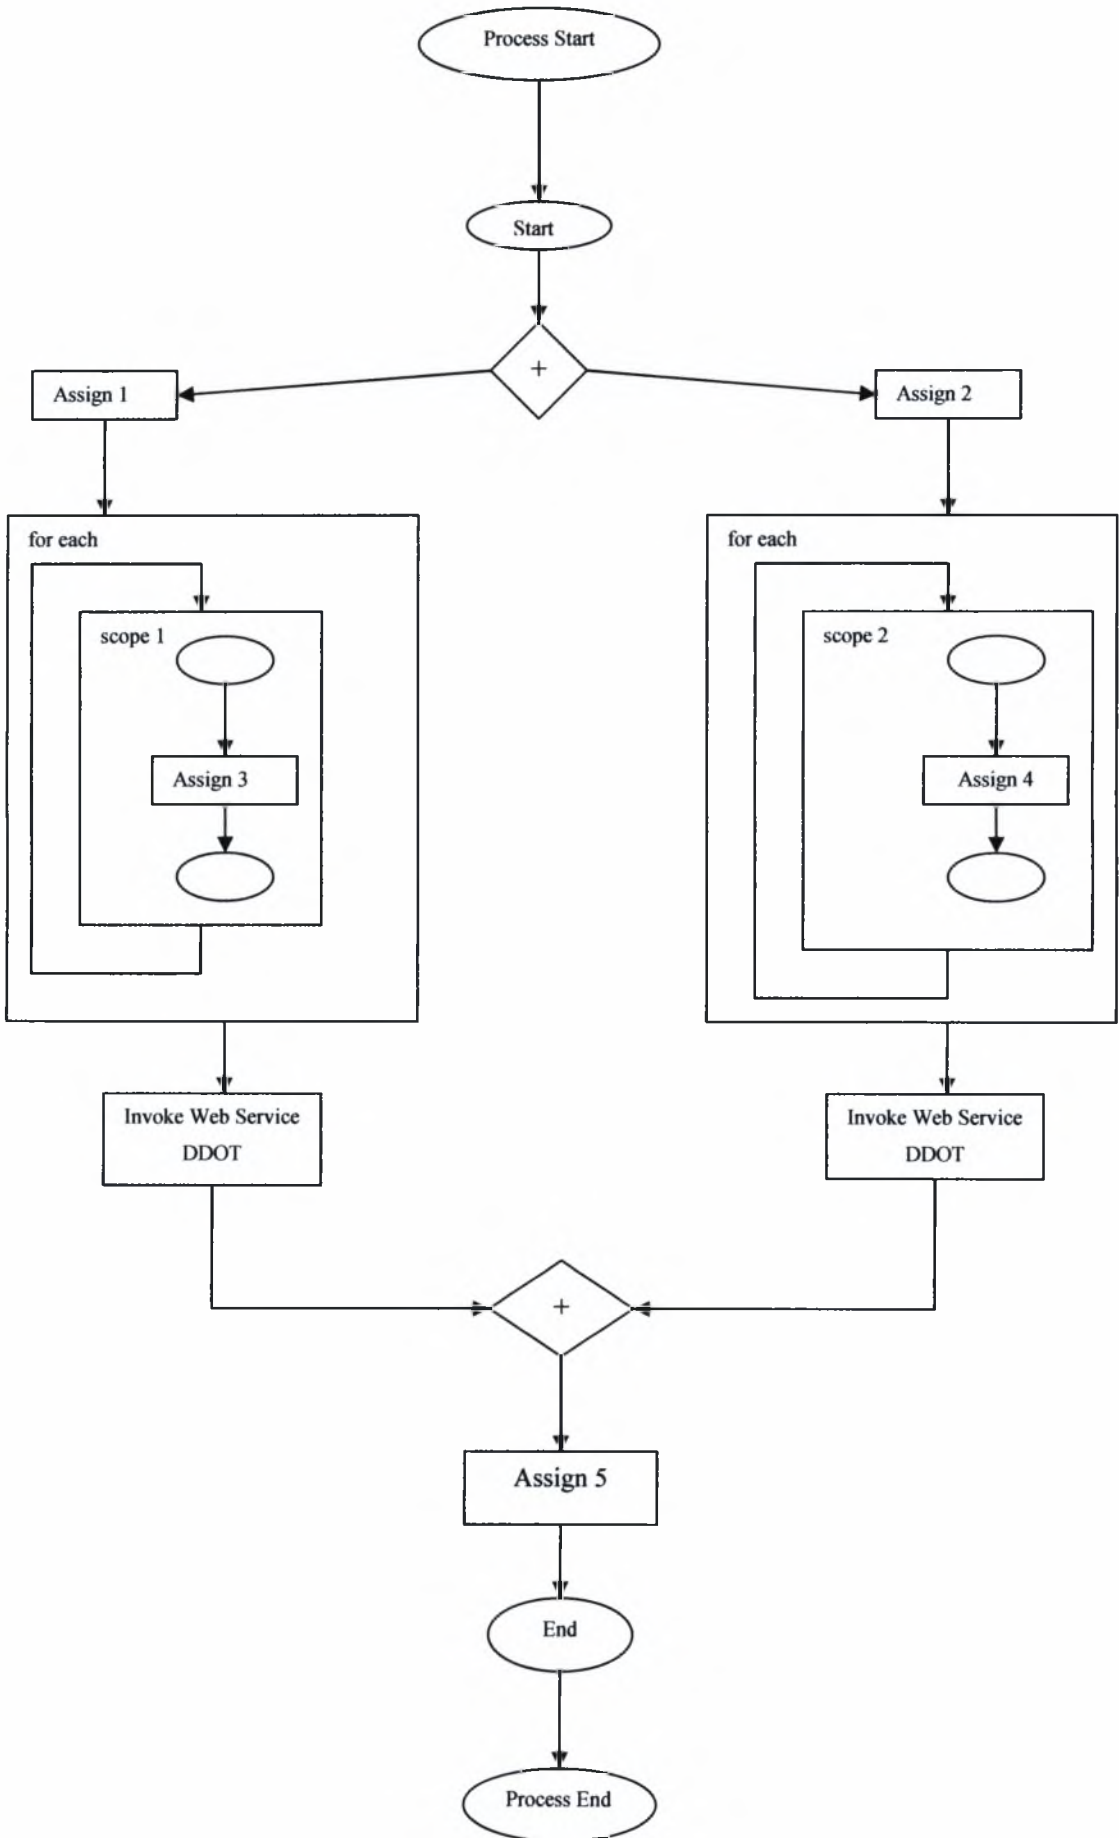 Process Start
Start
+
Assign 1
Assign 2
for each
for each
scope 1
scope 2
Assign 3
Assign 4
Invoke Web Service
DDOT
Invoke Web Service
DDOT
+
Assign 5
End
Process End